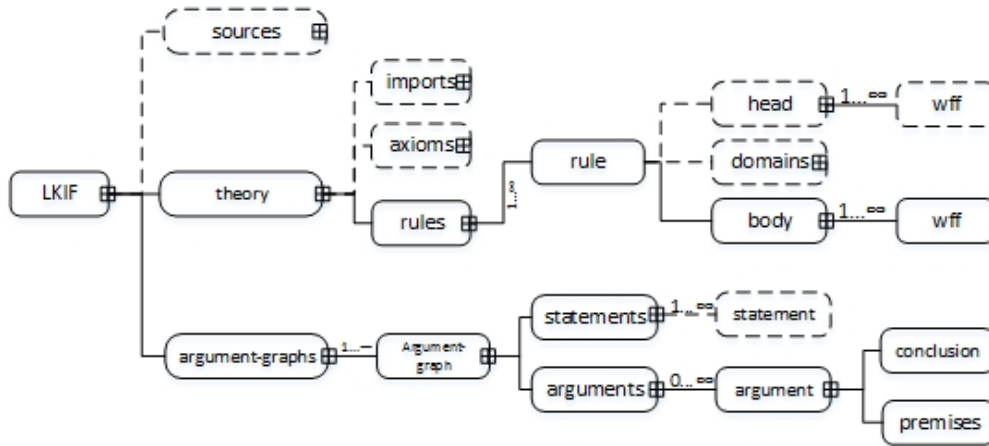 sources
imports
head
1... ∞
wff
axioms
rule
domains
LKIF
theory
1...∞
rules
body
1... ∞
wff
statements
1... ∞
statement
argument-graphs
1...∞
Argument-
graph
conclusion
arguments
0... ∞
argument
premises